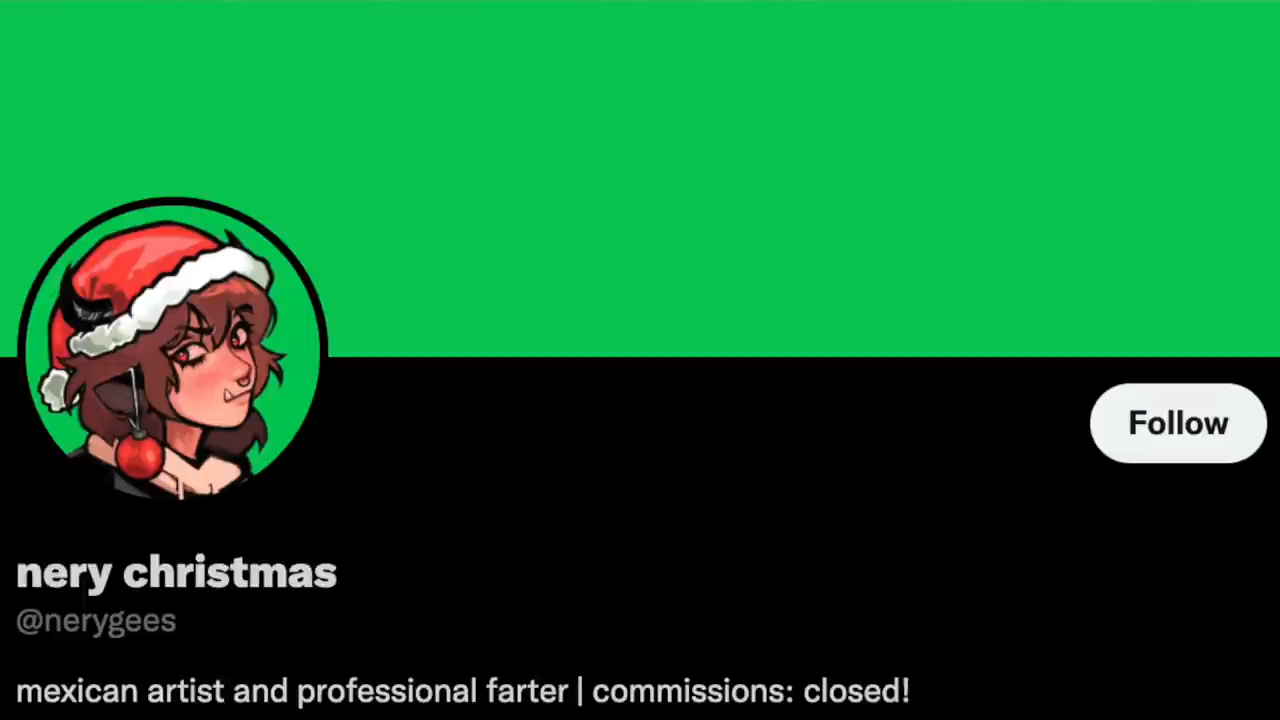 Follow
nery christmas
@nerygees
mexican artist and professional farter | commissions: closed!